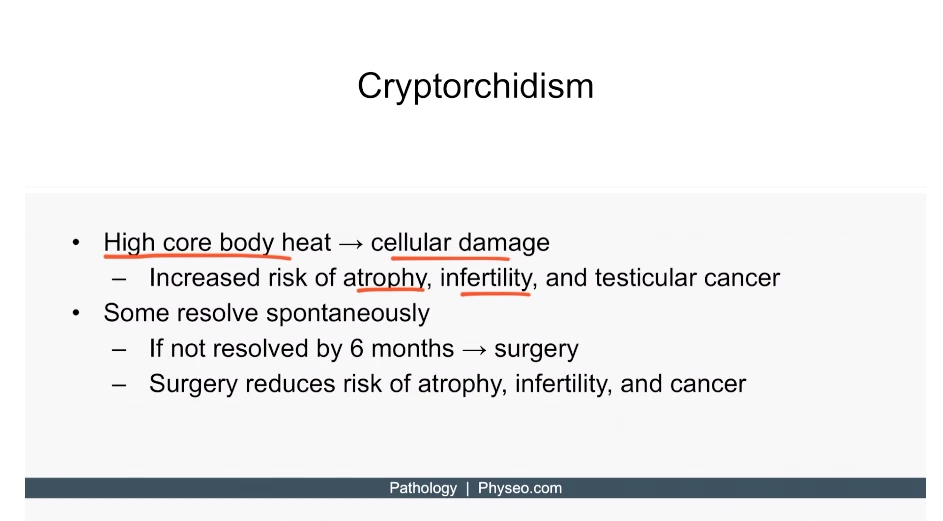 Cryptorchidism
• High core body heat → cellular damage
– Increased risk of atrophy, infertility, and testicular cancer
• Some resolve spontaneously
– If not resolved by 6 months → surgery
– Surgery reduces risk of atrophy, infertility, and cancer
Pathology | Physeo.com